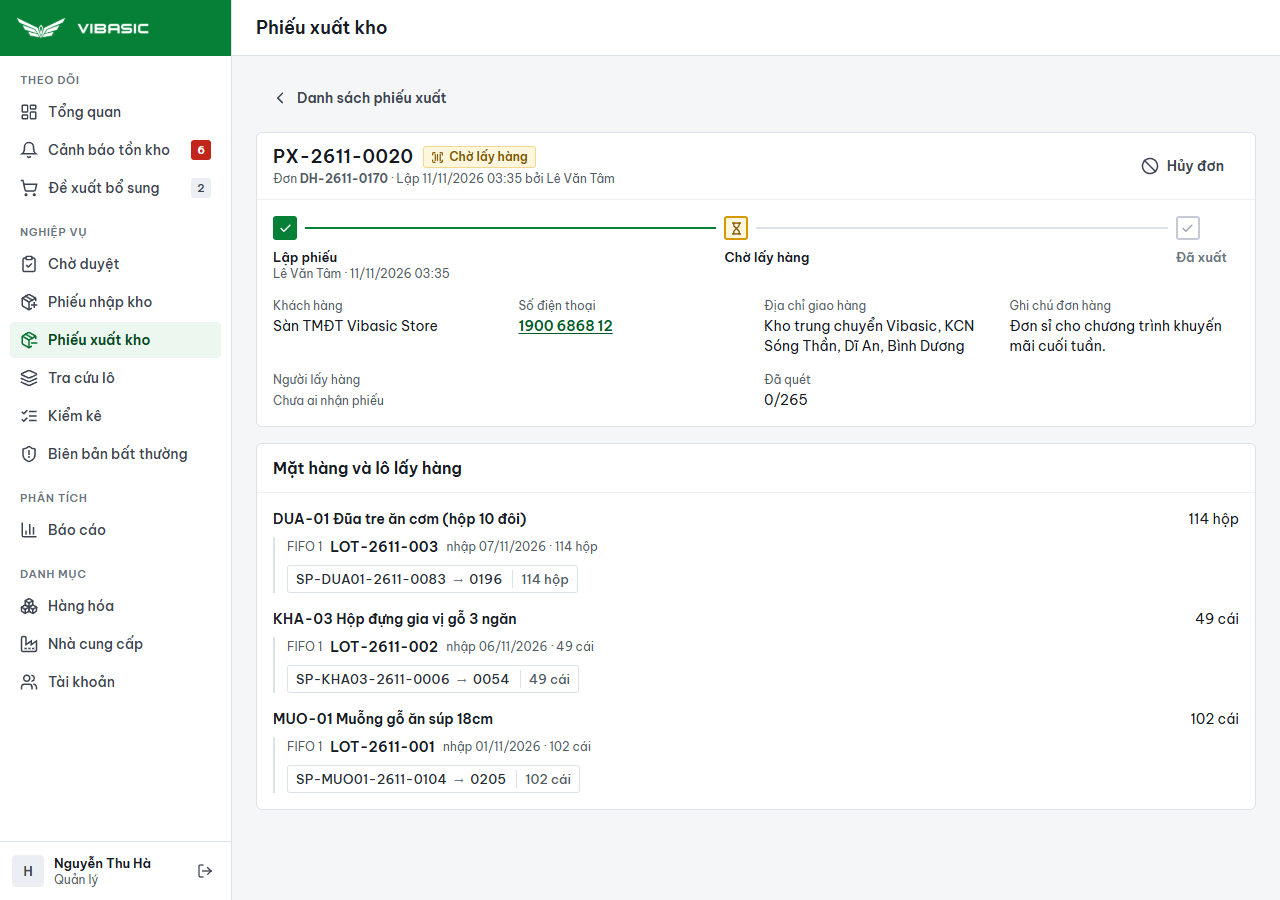 VIBASIC
Phiếu xuất kho
THEO DÕI
Tổng quan
Cảnh báo tồn kho 6
Đề xuất bổ sung 2
NGHIỆP VỤ
Chờ duyệt
Phiếu nhập kho
Phiếu xuất kho
Tra cứu lô
Kiểm kê
Biên bản bất thường
PHÂN TÍCH
Báo cáo
DANH MỤC
Hàng hóa
Nhà cung cấp
Tài khoản
H
Nguyễn Thu Hà
Quản lý
Danh sách phiếu xuất
PX-2611-0020 Chờ lấy hàng
Đơn DH-2611-0170 · Lập 11/11/2026 03:35 bởi Lê Văn Tâm
Hủy đơn
Lập phiếu
Lê Văn Tâm · 11/11/2026 03:35
Chờ lấy hàng
Đã xuất
Khách hàng
Sàn TMĐT Vibasic Store
Số điện thoại
1900 6868 12
Địa chỉ giao hàng
Kho trung chuyển Vibasic, KCN
Sóng Thần, Dĩ An, Bình Dương
Ghi chú đơn hàng
Đơn sỉ cho chương trình khuyến
mãi cuối tuần.
Người lấy hàng
Chưa ai nhận phiếu
Đã quét
0/265
Mặt hàng và lô lấy hàng
DUA-01 Đũa tre ăn cơm (hộp 10 đôi) 114 hộp
FIFO 1 LOT-2611-003 nhập 07/11/2026 · 114 hộp
SP-DUA01-2611-0083 → 0196 114 hộp
KHA-03 Hộp đựng gia vị gỗ 3 ngăn 49 cái
FIFO 1 LOT-2611-002 nhập 06/11/2026 · 49 cái
SP-KHA03-2611-0006 → 0054 49 cái
MUO-01 Muỗng gỗ ăn súp 18cm 102 cái
FIFO 1 LOT-2611-001 nhập 01/11/2026 · 102 cái
SP-MUO01-2611-0104 → 0205 102 cái